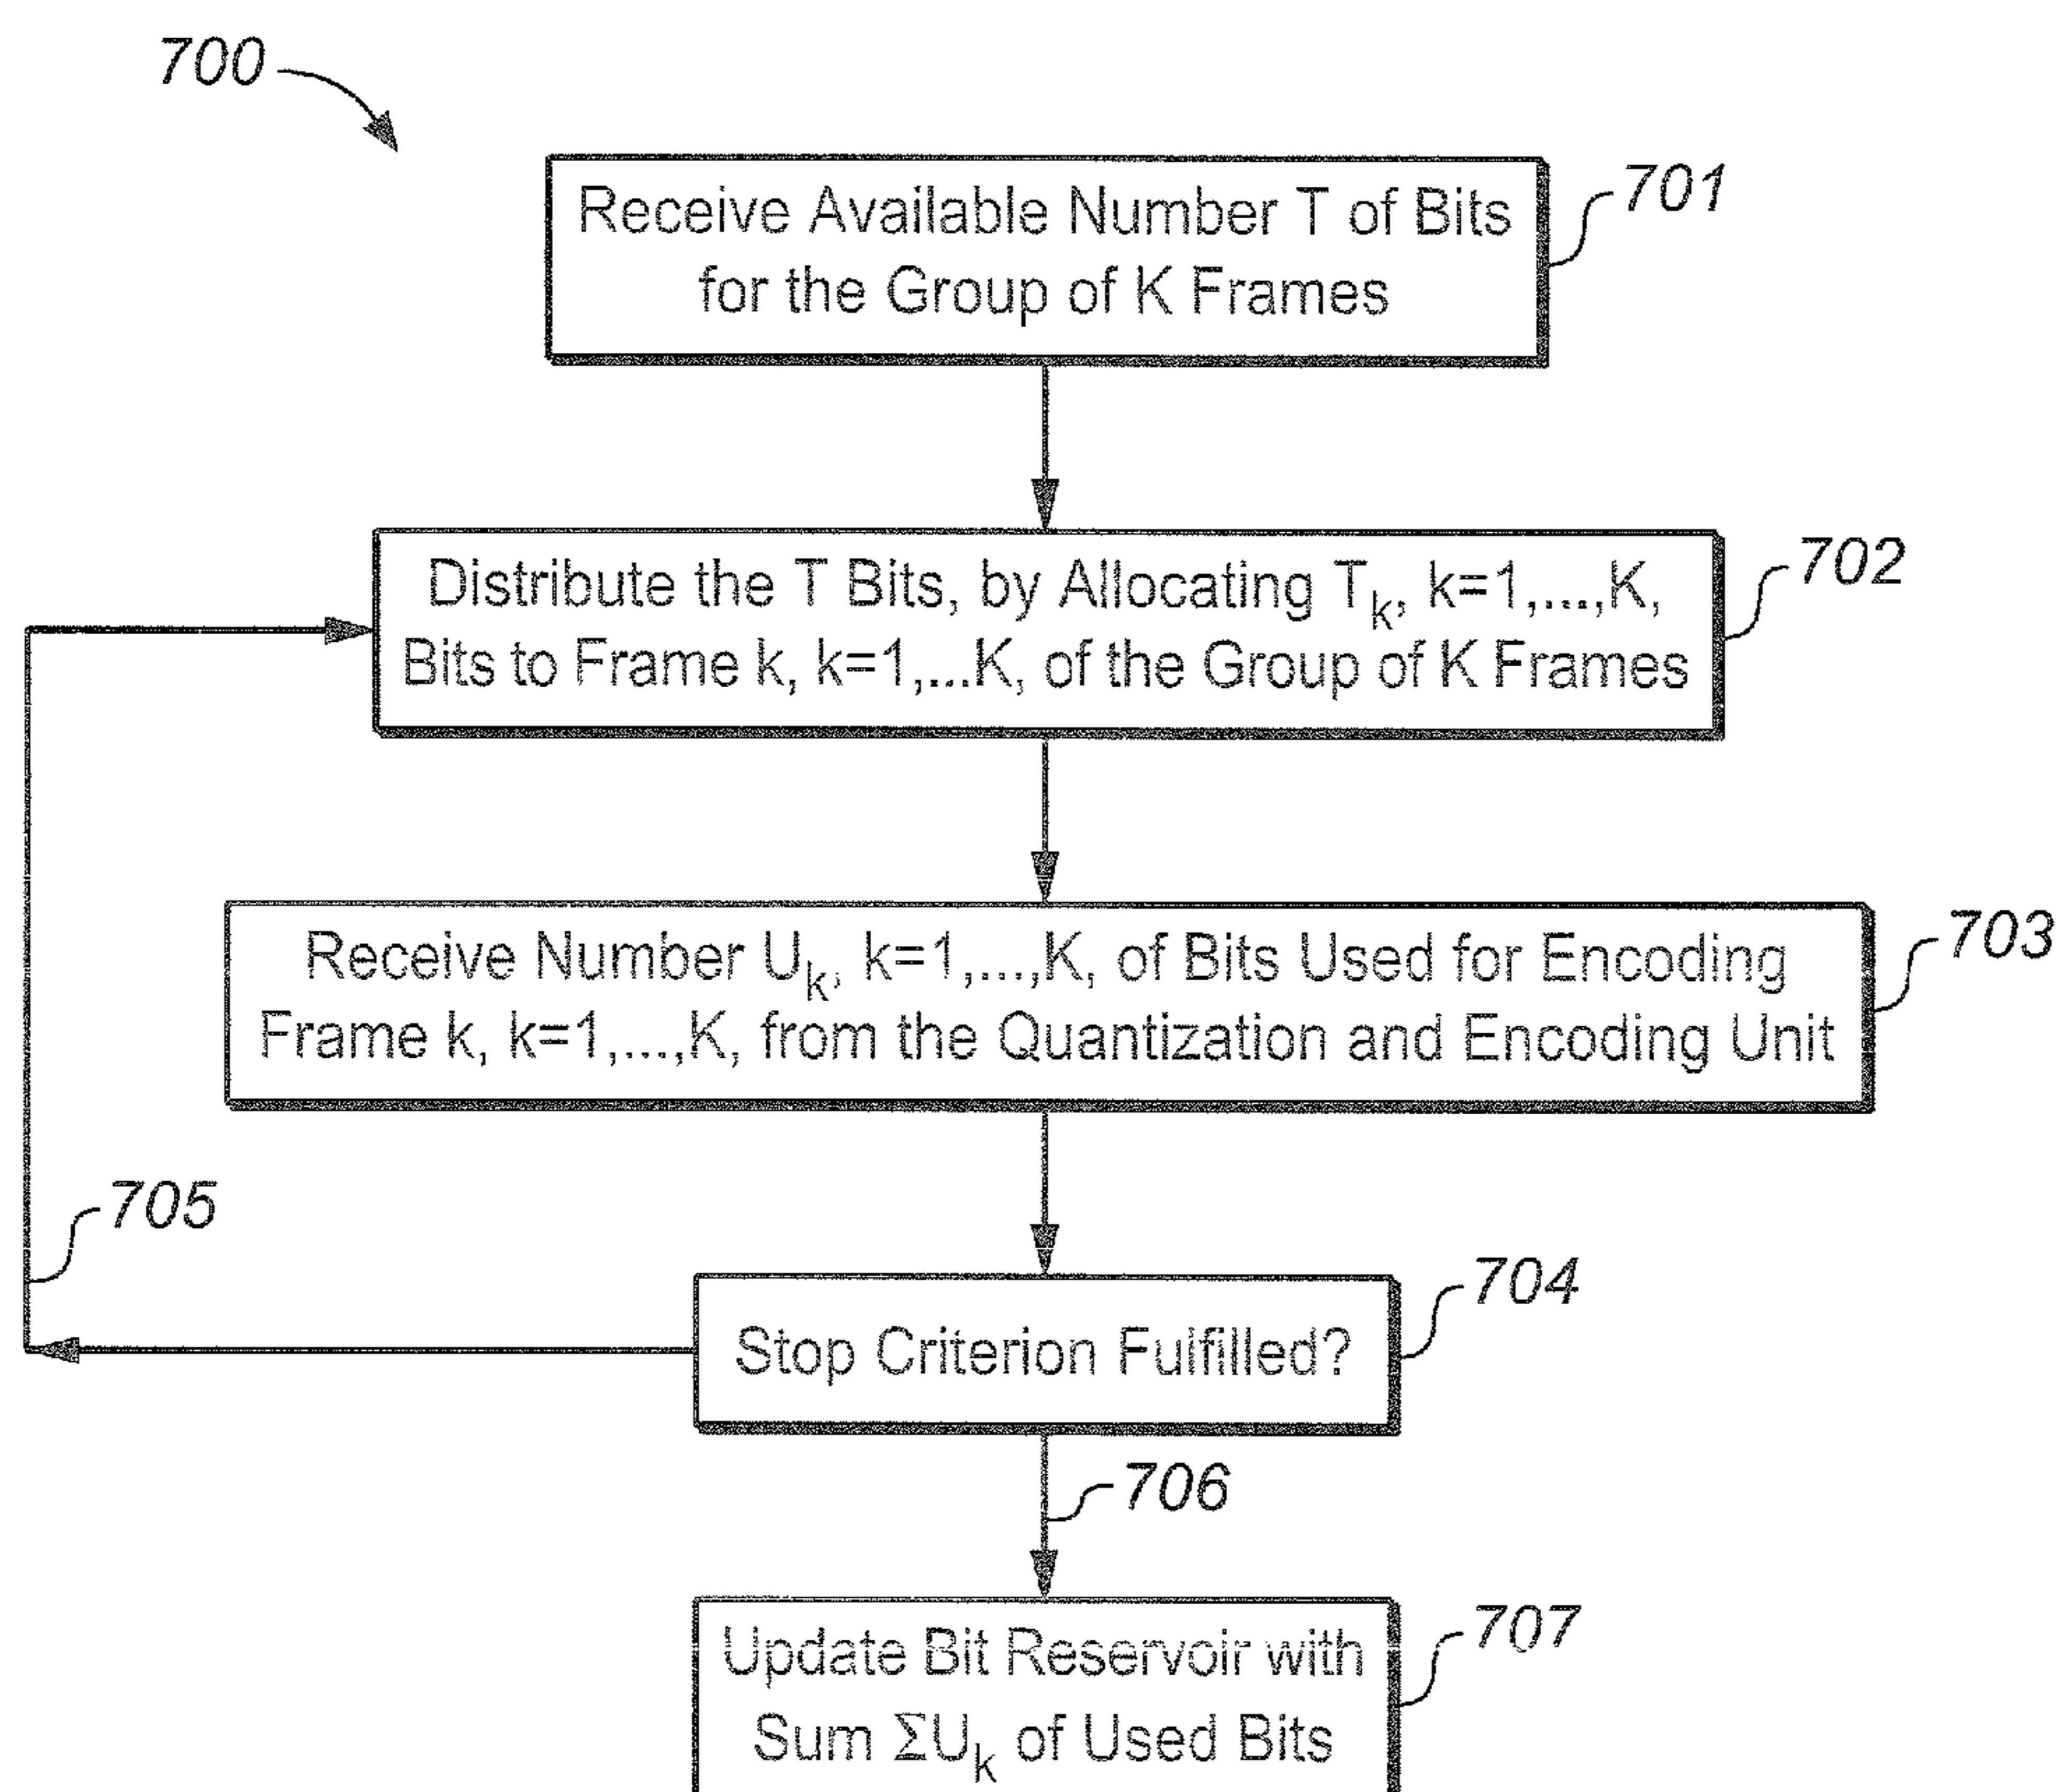 700
Receive Available Number T of Bits
for the Group of K Frames
701
Distribute the T Bits, by Allocating Tk, k=1,...,K,
Bits to Frame k, k=1,...K, of the Group of K Frames
702
Receive Number Uk, k=1,...,K, of Bits Used for Encoding
Frame k, k=1,...,K, from the Quantization and Encoding Unit
703
705
Stop Criterion Fulfilled?
704
706
Update Bit Reservoir with
Sum ΣUk of Used Bits
707